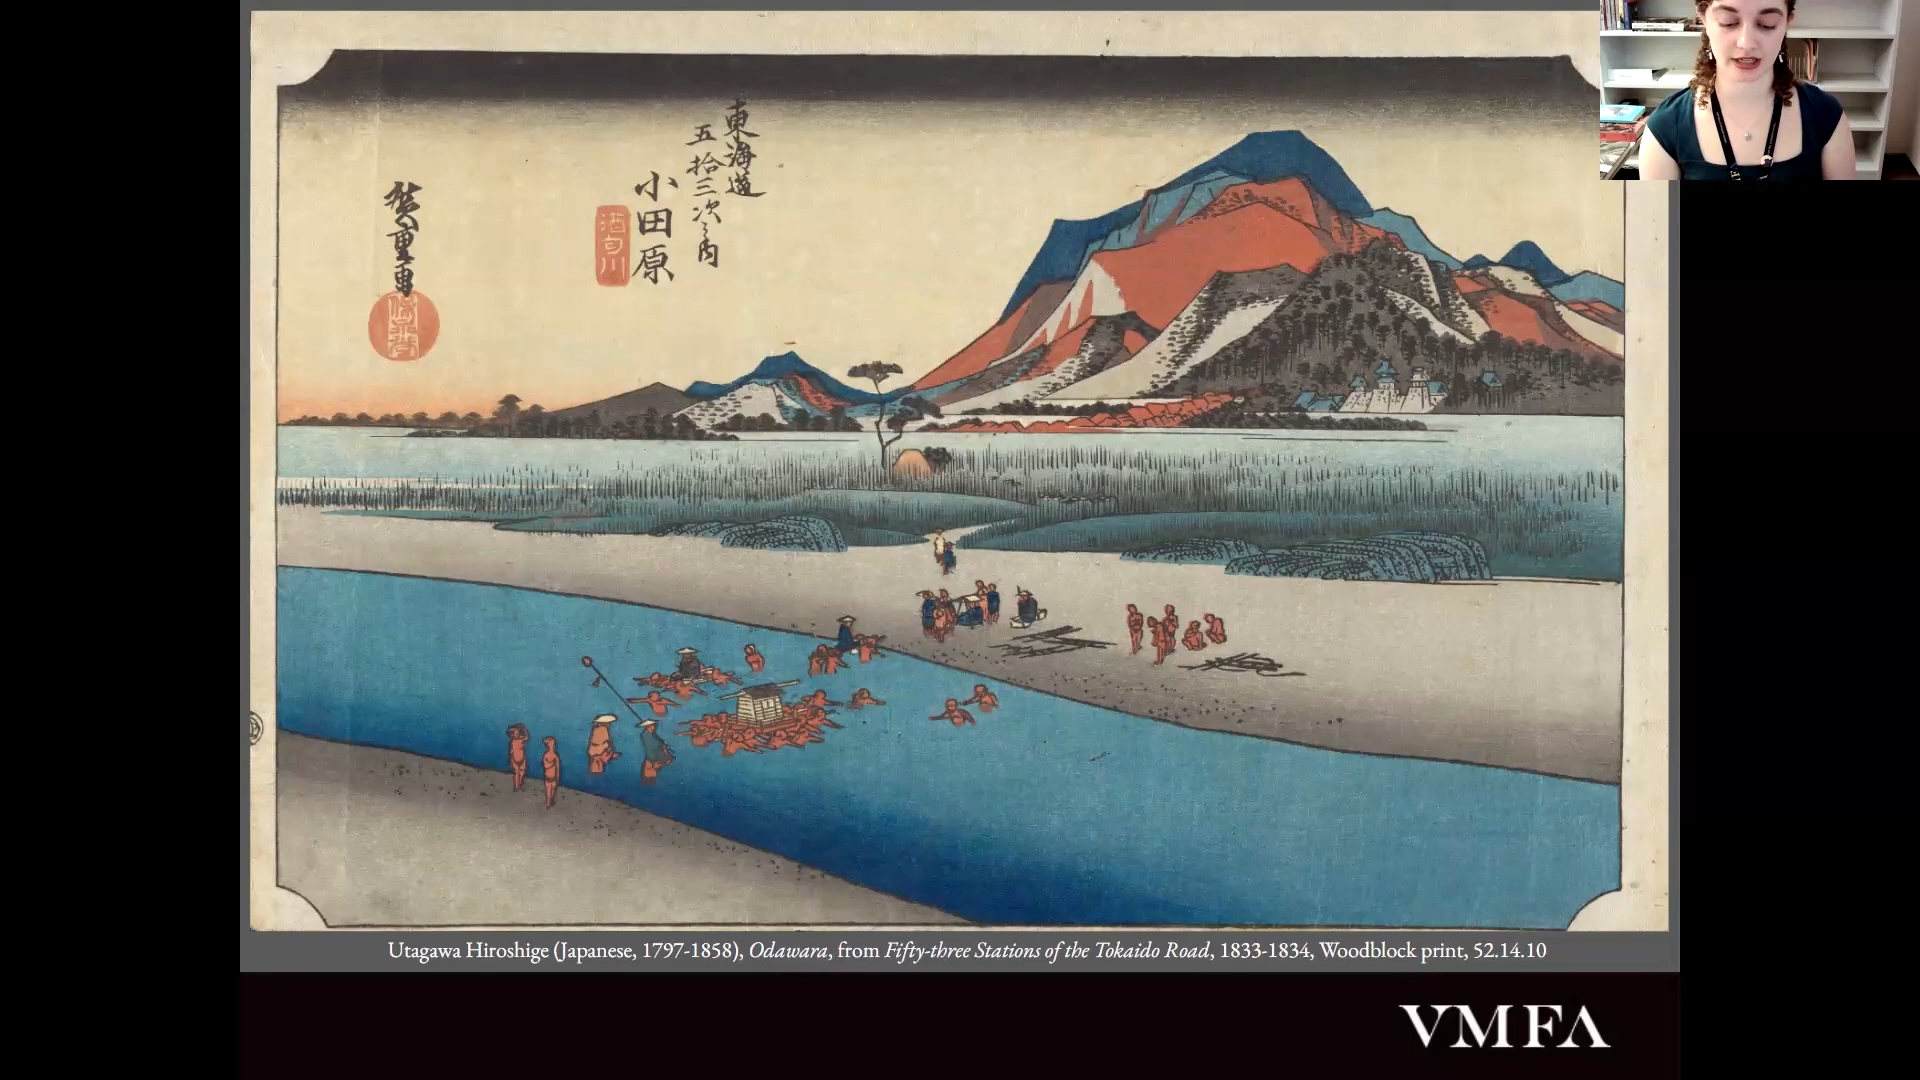 東海道
五拾三次之内
小田原
酒匂川
廣重画
Utagawa Hiroshige (Japanese, 1797-1858), Odawara, from Fifty-three Stations of the Tokaido Road, 1833-1834, Woodblock print, 52.14.10
VMFA